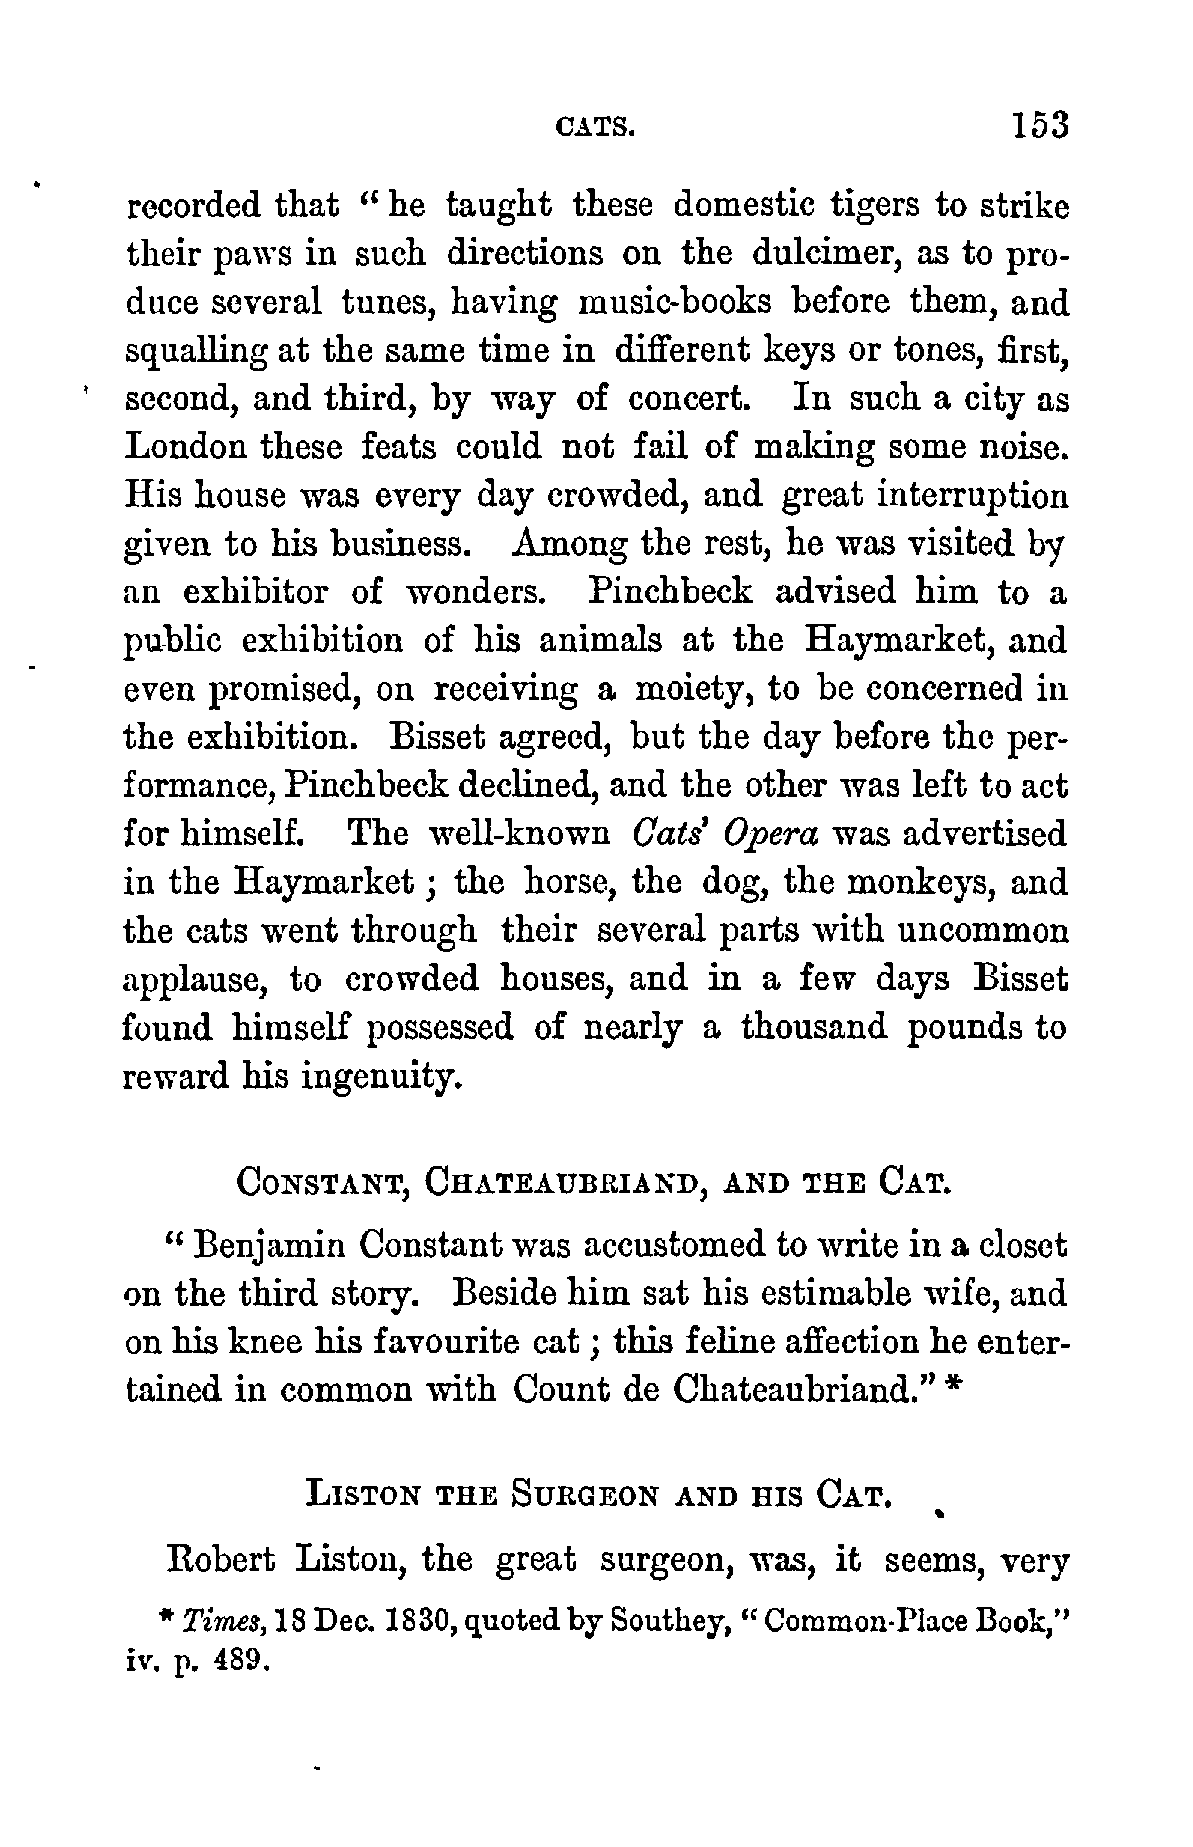 CATS. 153
recorded that “ he taught these domestic tigers to strike
their paws in such directions on the dulcimer, as to pro-
duce several tunes, having music-books before them, and
squalling at the same time in different keys or tones, first,
second, and third, by way of concert. In such a city as
London these feats could not fail of making some noise.
His house was every day crowded, and great interruption
given to his business. Among the rest, he was visited by
an exhibitor of wonders. Pinchbeck advised him to a
public exhibition of his animals at the Haymarket, and
even promised, on receiving a moiety, to be concerned in
the exhibition. Bisset agreed, but the day before the per-
formance, Pinchbeck declined, and the other was left to act
for himself. The well-known Cats’ Opera was advertised
in the Haymarket ; the horse, the dog, the monkeys, and
the cats went through their several parts with uncommon
applause, to crowded houses, and in a few days Bisset
found himself possessed of nearly a thousand pounds to
reward his ingenuity.
CONSTANT, CHATEAUBRIAND, AND THE CAT.
“ Benjamin Constant was accustomed to write in a closet
on the third story. Beside him sat his estimable wife, and
on his knee his favourite cat ; this feline affection he enter-
tained in common with Count de Chateaubriand.” *
LISTON THE SURGEON AND HIS CAT.
Robert Liston, the great surgeon, was, it seems, very
* Times, 18 Dec. 1830, quoted by Southey, “ Common-Place Book,”
iv. p. 489.